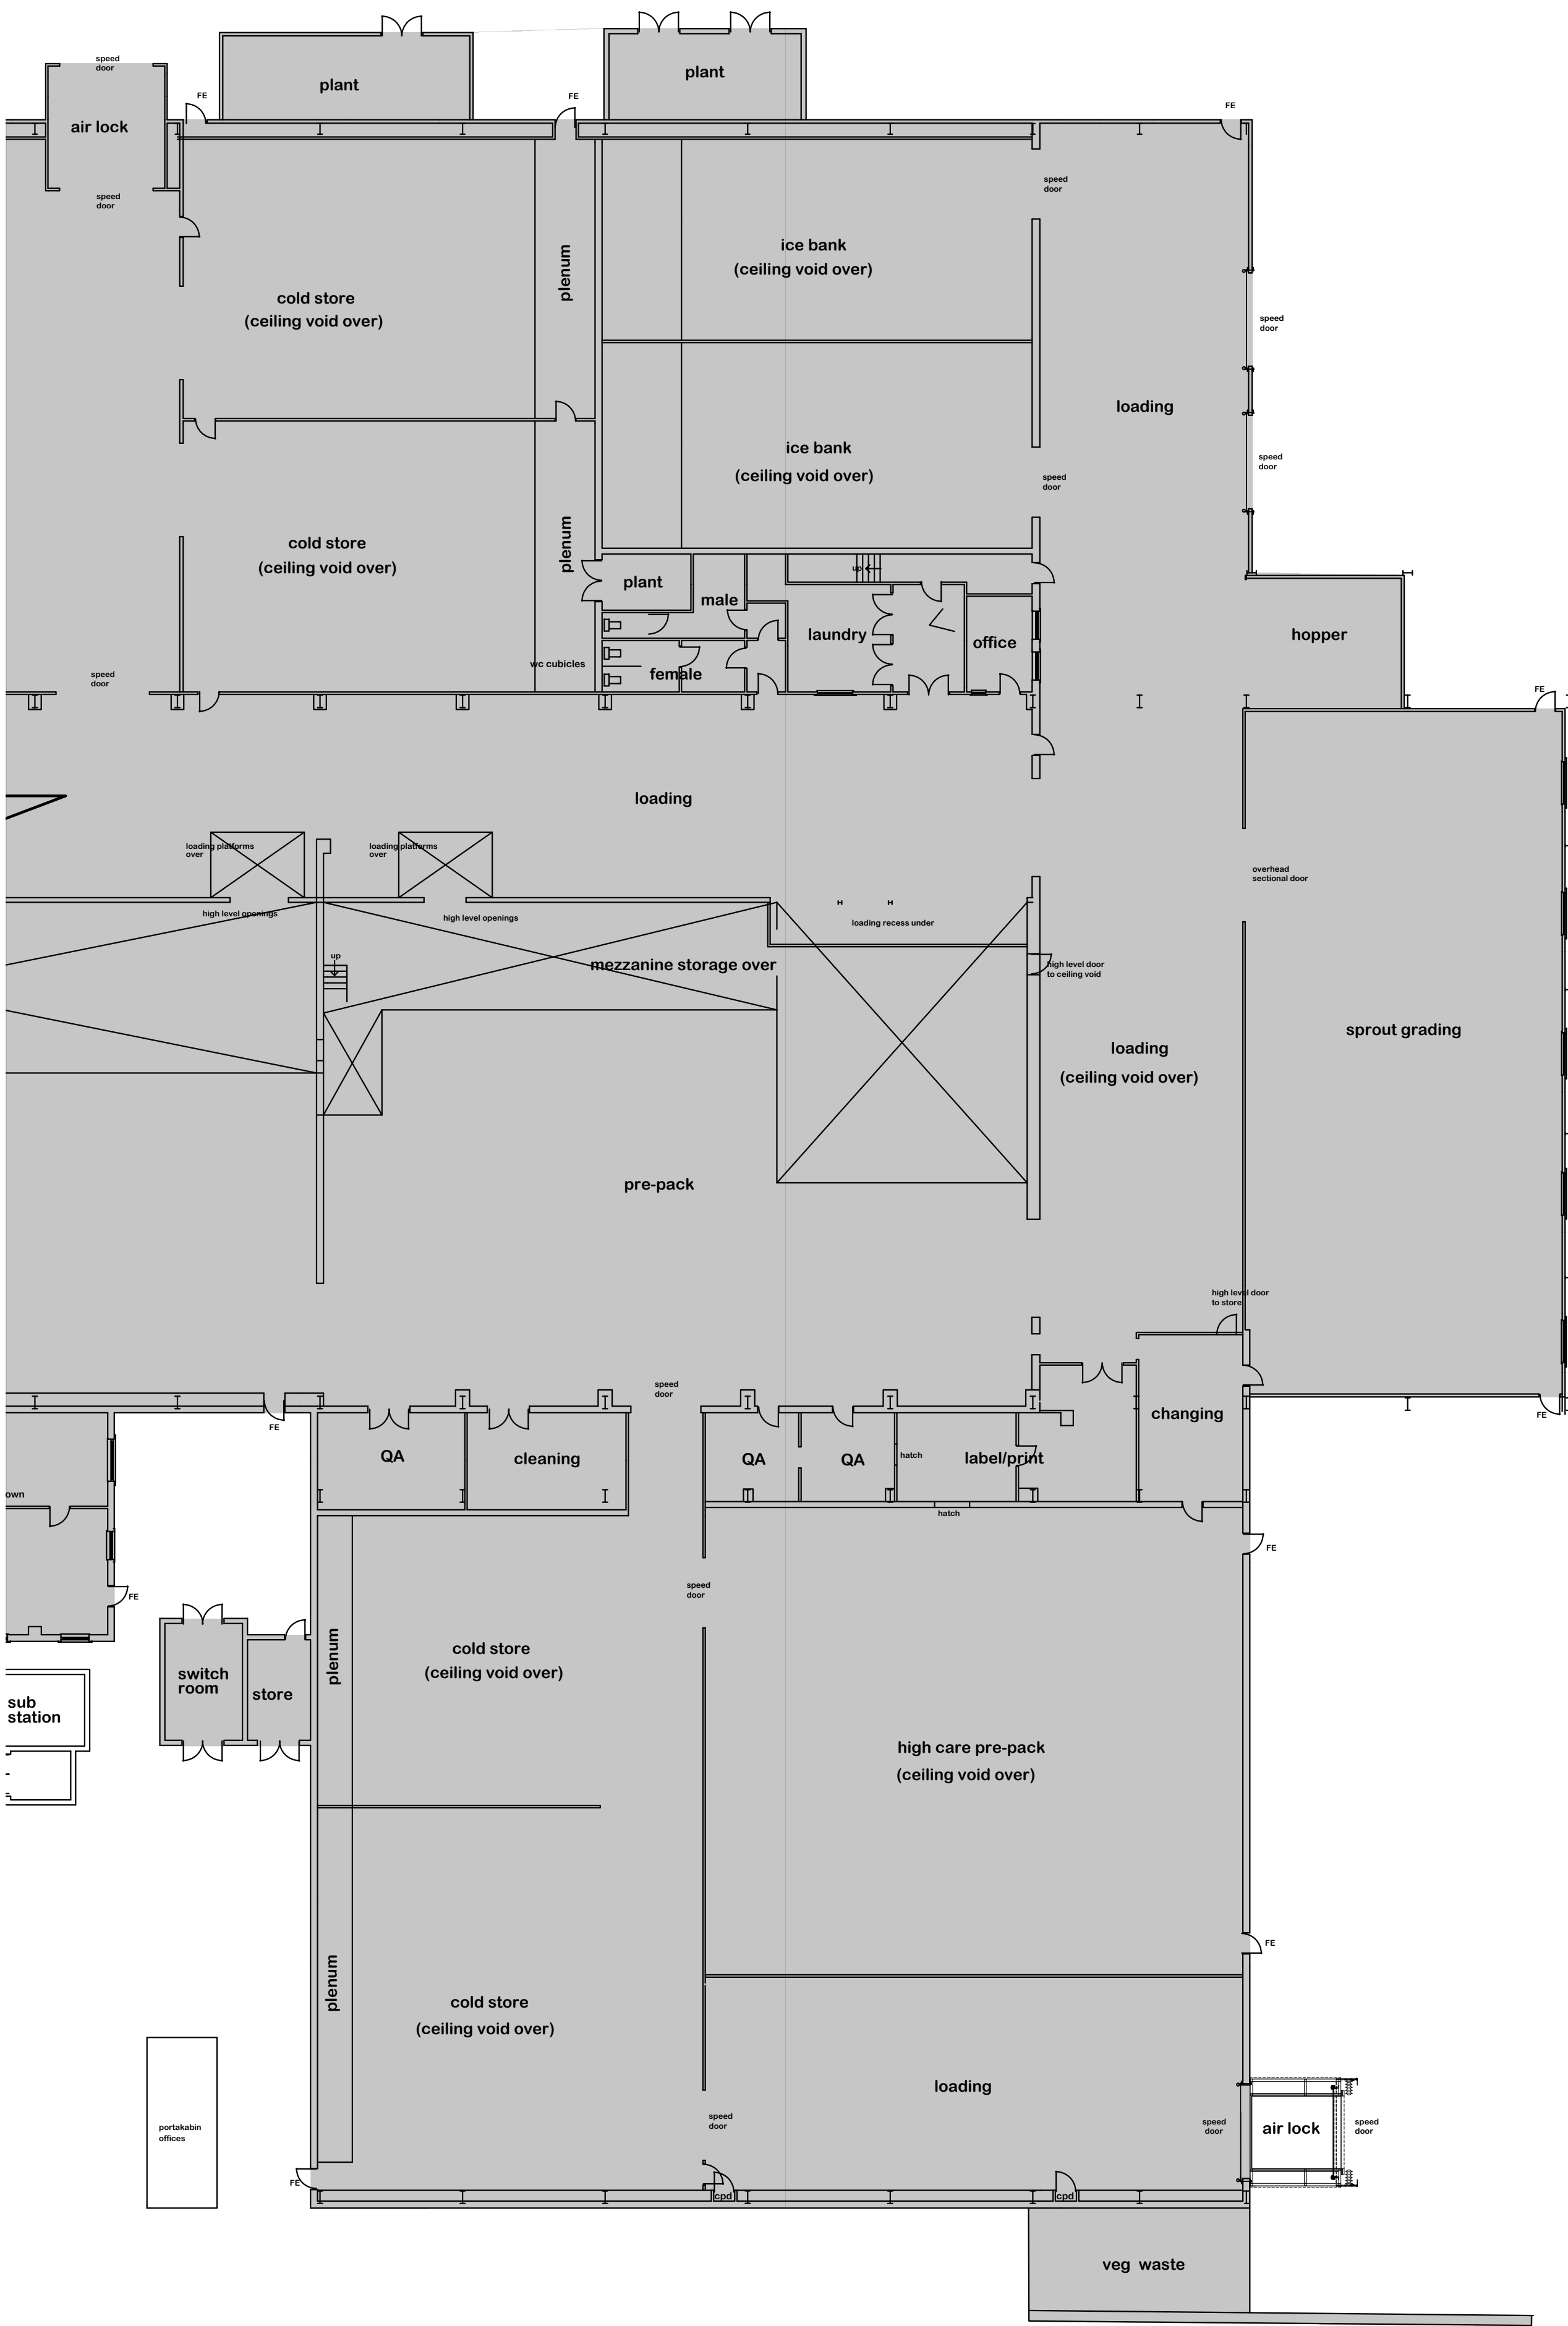 speed
door
plant
plant
FE
FE
FE
air lock
speed
door
speed
door
plenum
ice bank
(ceiling void over)
cold store
(ceiling void over)
speed
door
loading
ice bank
(ceiling void over)
speed
door
speed
door
plenum
cold store
(ceiling void over)
up
plant
male
laundry
office
hopper
wc cubicles
female
speed
door
FE
loading
loading platforms
over
loading platforms
over
overhead
sectional door
high level openings
high level openings
loading recess under
up
mezzanine storage over
high level door
to ceiling void
sprout grading
loading
(ceiling void over)
pre-pack
high level door
to store
speed
door
changing
FE
FE
QA
cleaning
QA
QA
hatch
label/print
own
hatch
FE
speed
door
FE
plenum
cold store
(ceiling void over)
switch
room
store
sub
station
high care pre-pack
(ceiling void over)
FE
plenum
cold store
(ceiling void over)
loading
portakabin
offices
speed
door
speed
door
air lock
speed
door
FE
cpd
cpd
veg waste